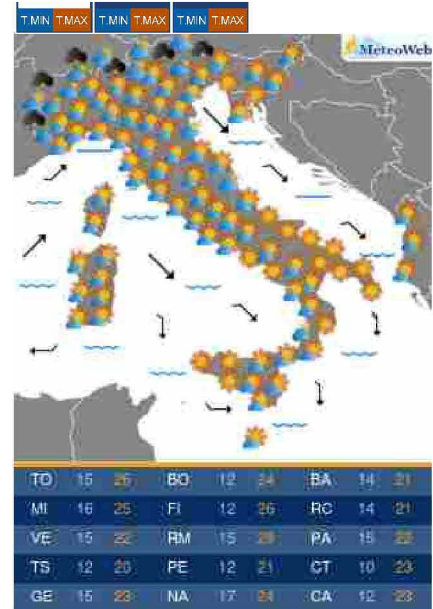 T.MIN T.MAX T.MIN T.MAX T.MIN T.MAX
MeteoWeb
TO 15 26 BO 12 24 BA 14 21
MI 16 25 FI 12 26 RC 14 21
VE 15 22 RM 15 PA 15 22
TS 12 20 PE 12 21 CT 10 23
GE 15 23 NA 17 24 CA 12 23